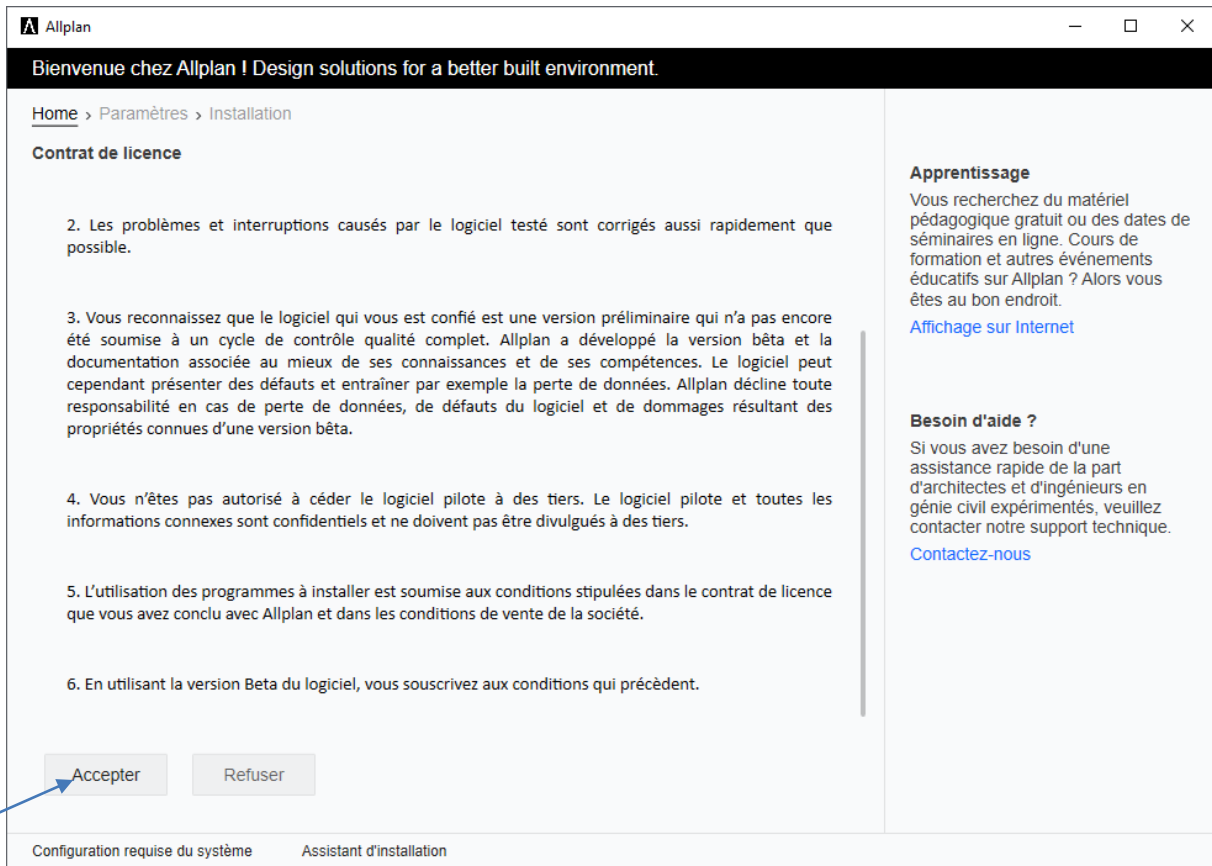 Allplan
Bienvenue chez Allplan ! Design solutions for a better built environment.
Home > Paramètres > Installation
Contrat de licence
2. Les problèmes et interruptions causés par le logiciel testé sont corrigés aussi rapidement que
possible.
3. Vous reconnaissez que le logiciel qui vous est confié est une version préliminaire qui n’a pas encore
été soumise à un cycle de contrôle qualité complet. Allplan a développé la version bêta et la
documentation associée au mieux de ses connaissances et de ses compétences. Le logiciel peut
cependant présenter des défauts et entraîner par exemple la perte de données. Allplan décline toute
responsabilité en cas de perte de données, de défauts du logiciel et de dommages résultant des
propriétés connues d’une version bêta.
4. Vous n’êtes pas autorisé à céder le logiciel pilote à des tiers. Le logiciel pilote et toutes les
informations connexes sont confidentiels et ne doivent pas être divulgués à des tiers.
5. L’utilisation des programmes à installer est soumise aux conditions stipulées dans le contrat de licence
que vous avez conclu avec Allplan et dans les conditions de vente de la société.
6. En utilisant la version Beta du logiciel, vous souscrivez aux conditions qui précèdent.
Accepter
Refuser
Apprentissage
Vous recherchez du matériel
pédagogique gratuit ou des dates de
séminaires en ligne. Cours de
formation et autres événements
éducatifs sur Allplan ? Alors vous
êtes au bon endroit.
Affichage sur Internet
Besoin d'aide ?
Si vous avez besoin d'une
assistance rapide de la part
d'architectes et d'ingénieurs en
génie civil expérimentés, veuillez
contacter notre support technique.
Contactez-nous
Configuration requise du système
Assistant d'installation